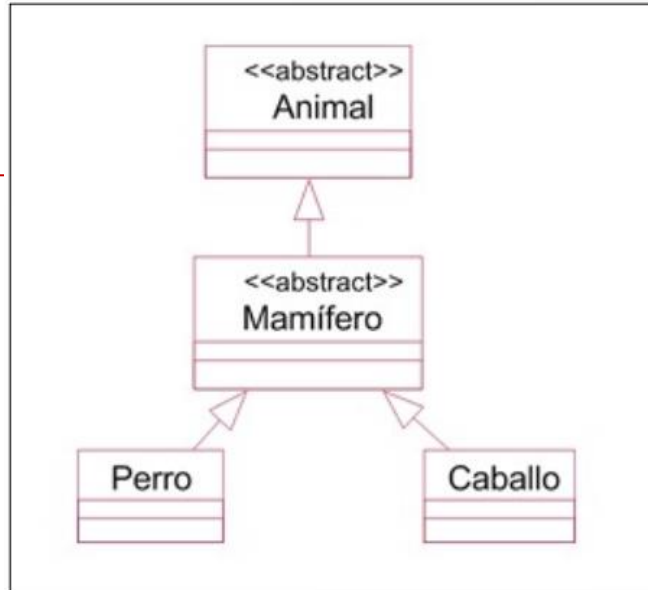 <<abstract>>
Animal
<<abstract>>
Mamífero
Perro
Caballo